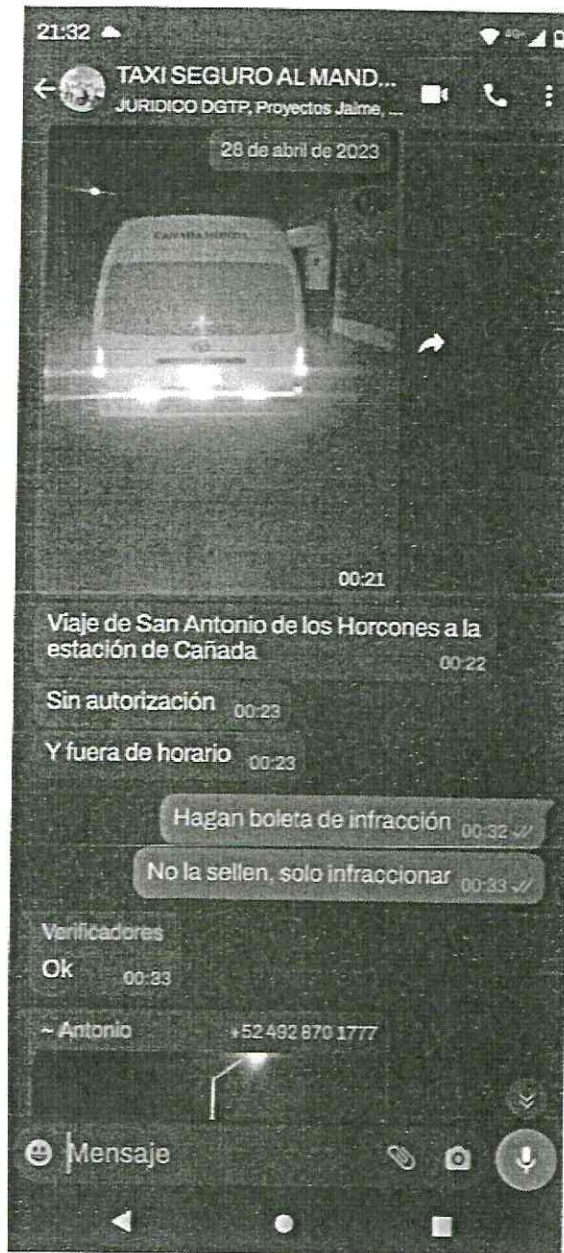 21:32
4G+
TAXI SEGURO AL MAND...
JURIDICO DGTP, Proyectos Jaime, ...
28 de abril de 2023
00:21
Viaje de San Antonio de los Horcones a la
estación de Cañada 00:22
Sin autorización 00:23
Y fuera de horario 00:23
Hagan boleta de infracción 00:32
No la sellen, solo infraccionar 00:33
Verificadores
Ok 00:33
~ Antonio +52 492 870 1777
Mensaje